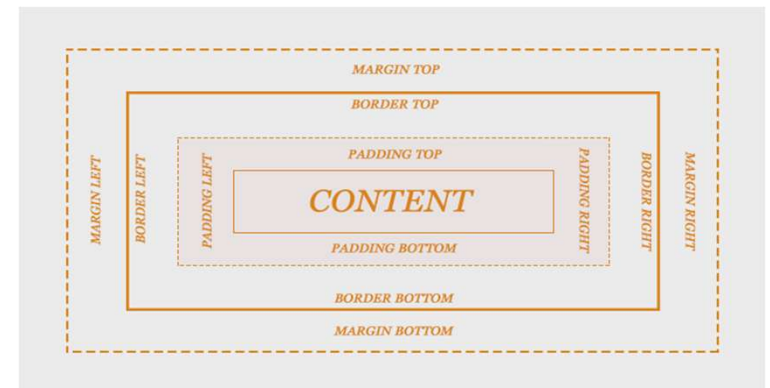 MARGIN TOP
BORDER TOP
PADDING TOP
MARGIN LEFT
BORDER LEFT
PADDING LEFT
CONTENT
PADDING RIGHT
BORDER RIGHT
MARGIN RIGHT
PADDING BOTTOM
BORDER BOTTOM
MARGIN BOTTOM